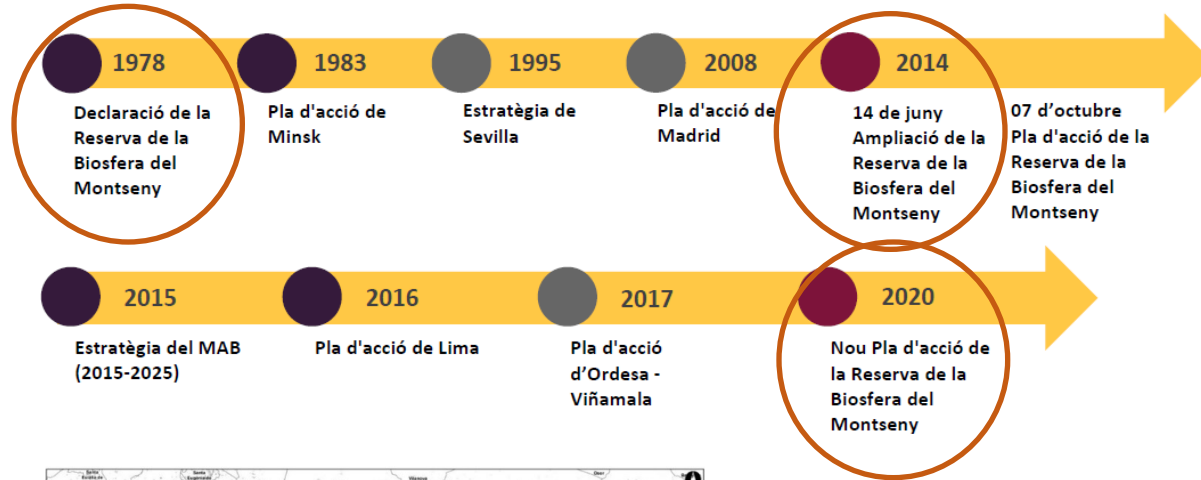 1978
1983
1995
2008
2014
Declaració de la
Reserva de la
Biosfera del
Montseny
Pla d'acció de
Minsk
Estratègia de
Sevilla
Pla d'acció de
Madrid
14 de juny
Ampliació de la
Reserva de la
Biosfera del
Montseny
07 d’octubre
Pla d'acció de la
Reserva de la
Biosfera del
Montseny
2015
2016
2017
2020
Estratègia del MAB
(2015-2025)
Pla d'acció de Lima
Pla d'acció
d’Ordesa -
Viñamala
Nou Pla d'acció de
la Reserva de la
Biosfera del
Montseny